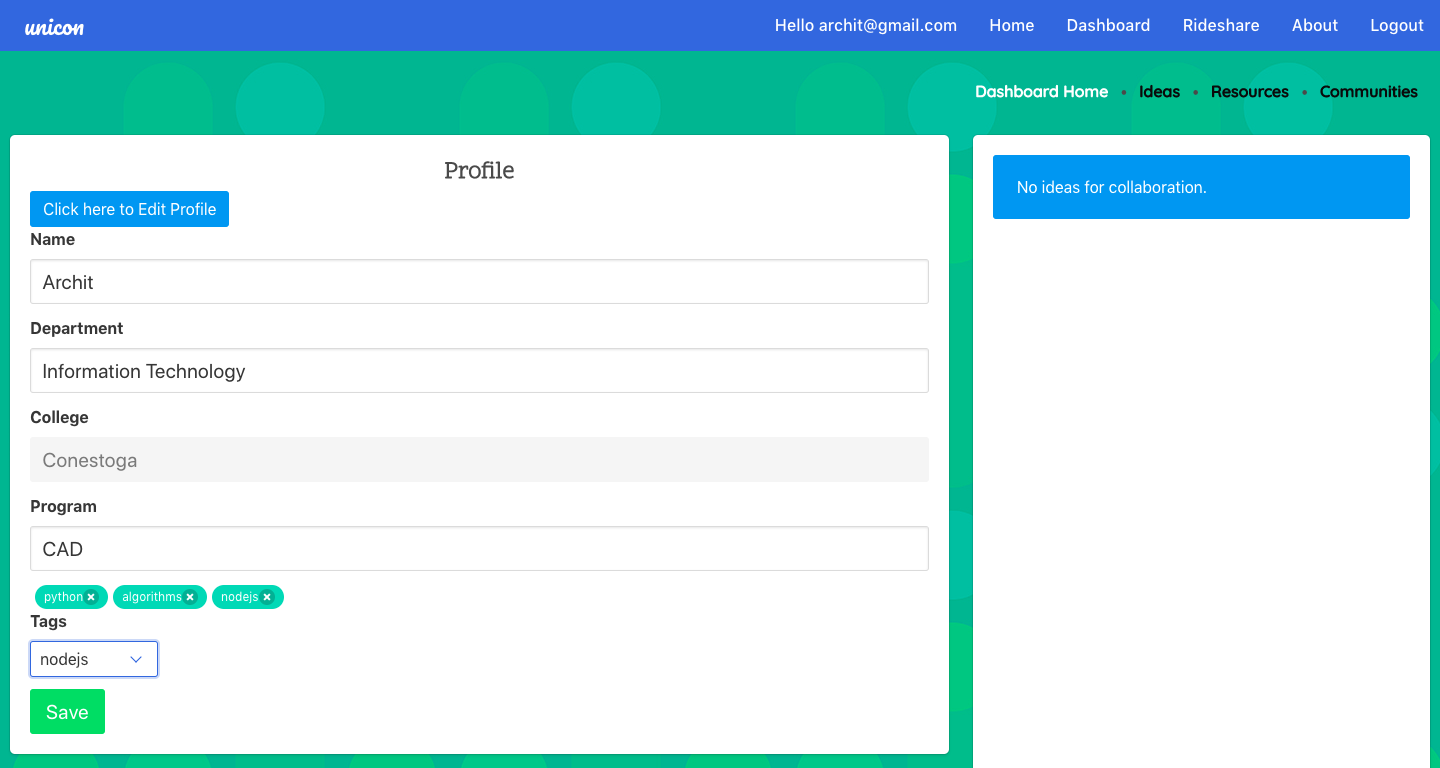 unicon Hello archit@gmail.com Home Dashboard Rideshare About Logout
Dashboard Home • Ideas • Resources • Communities
Profile
Click here to Edit Profile
Name
Archit
Department
Information Technology
College
Conestoga
Program
CAD
python algorithms nodejs
Tags
nodejs
Save
No ideas for collaboration.